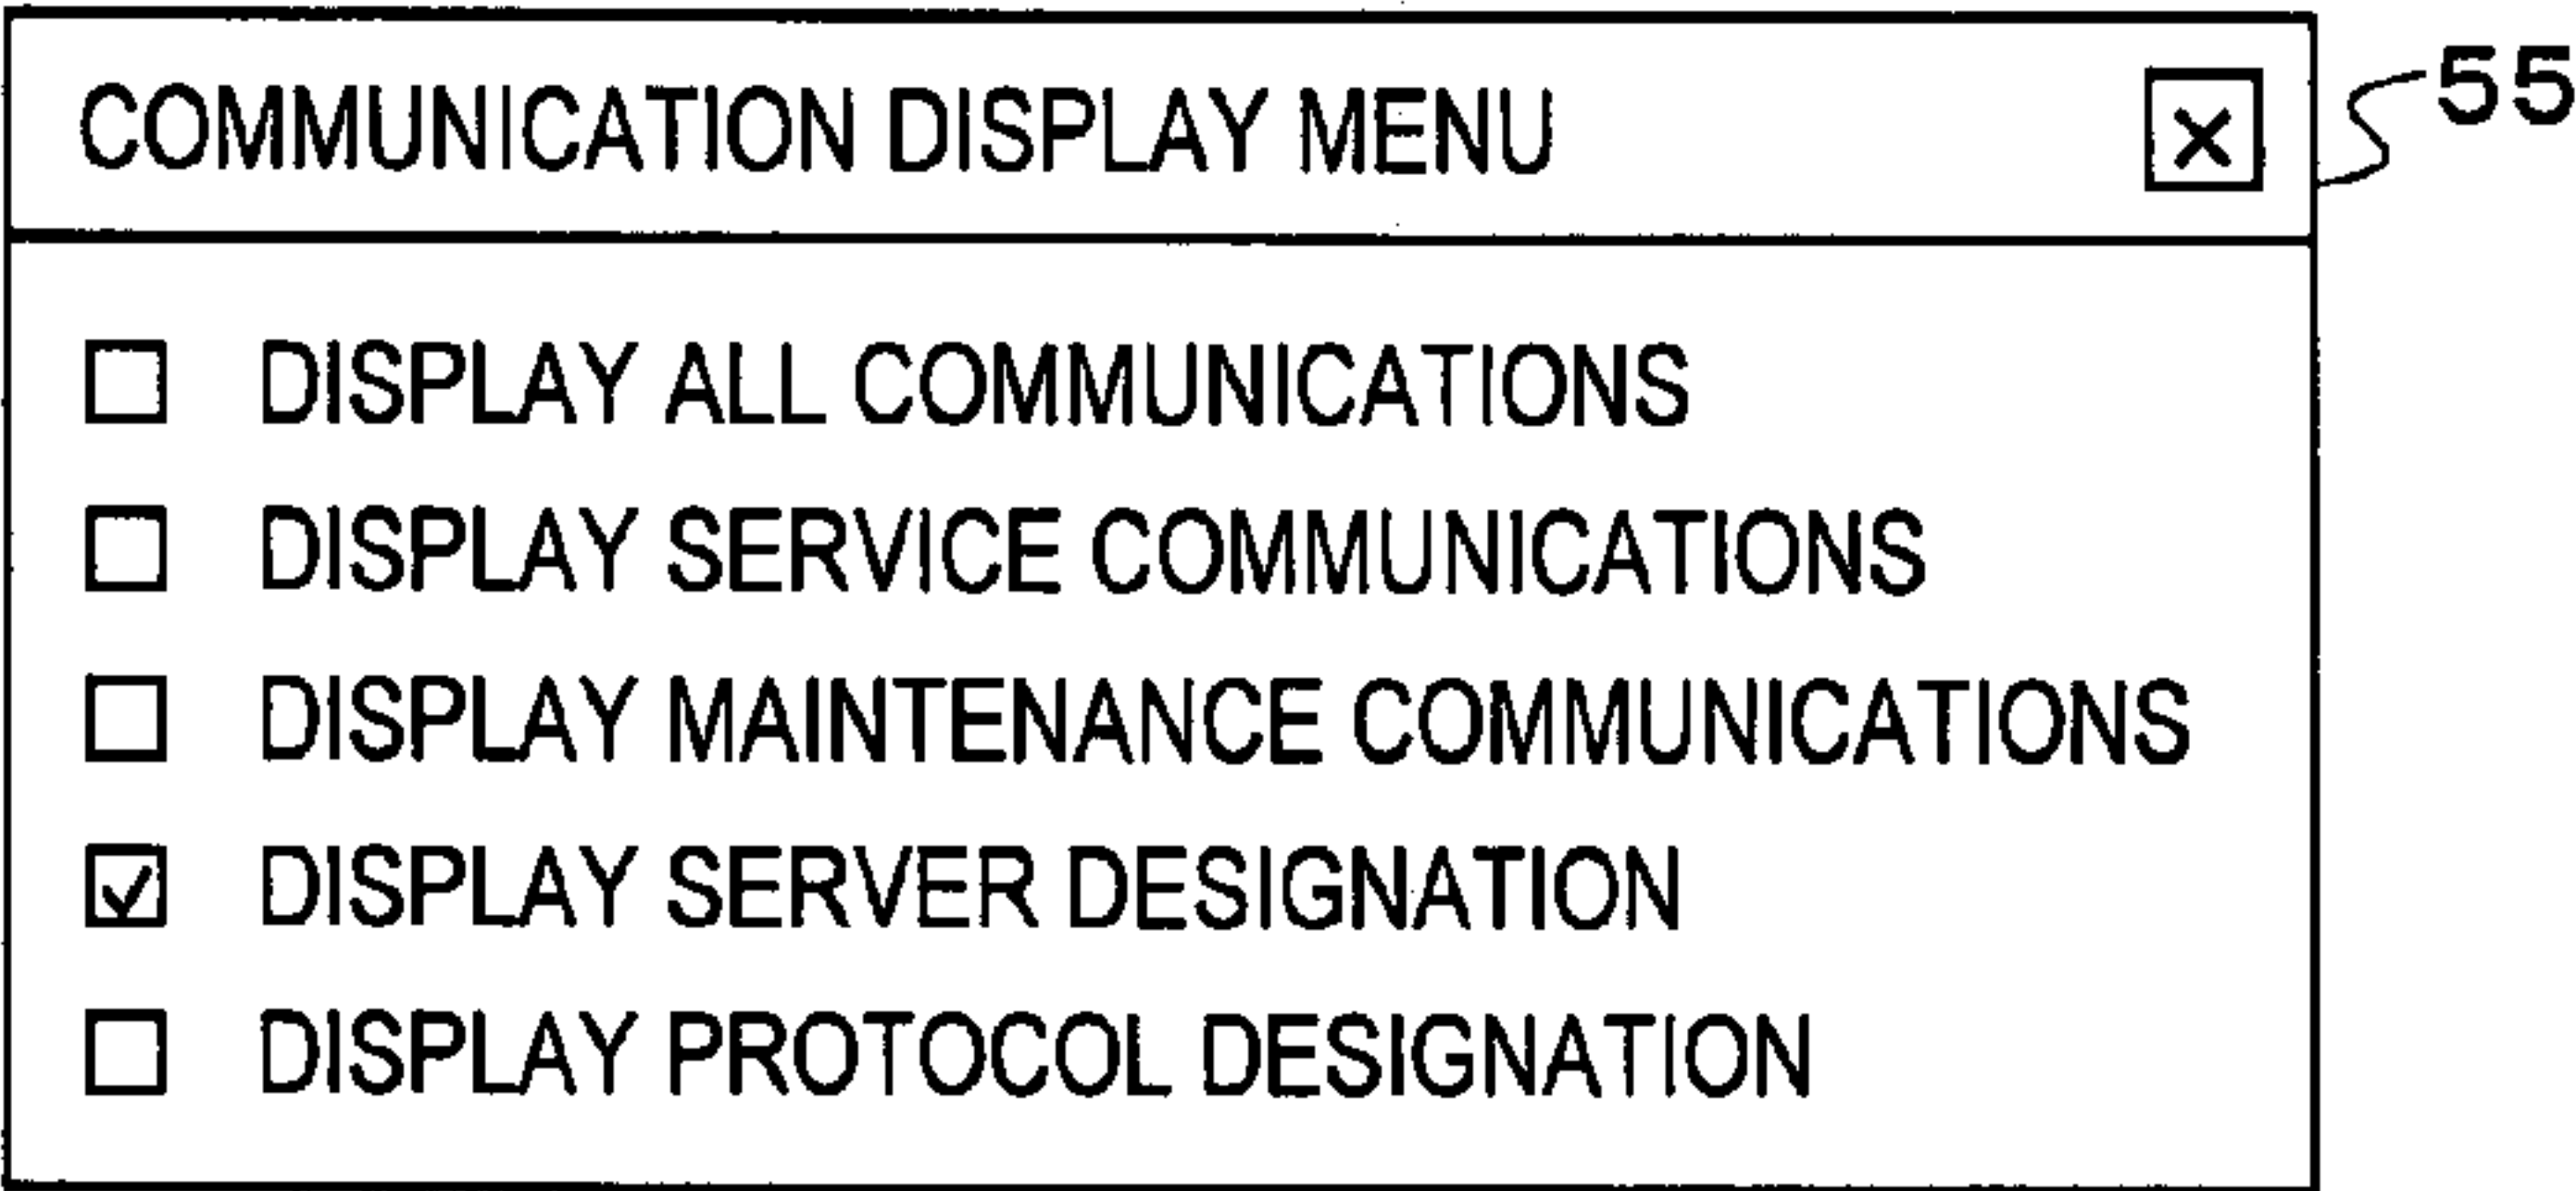 COMMUNICATION DISPLAY MENU
55
DISPLAY ALL COMMUNICATIONS
DISPLAY SERVICE COMMUNICATIONS
DISPLAY MAINTENANCE COMMUNICATIONS
DISPLAY SERVER DESIGNATION
DISPLAY PROTOCOL DESIGNATION